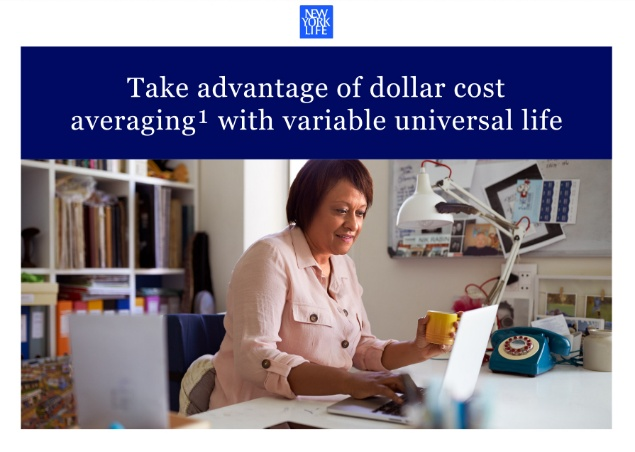 NEW
YORK
LIFE
Take advantage of dollar cost
averaging¹ with variable universal life